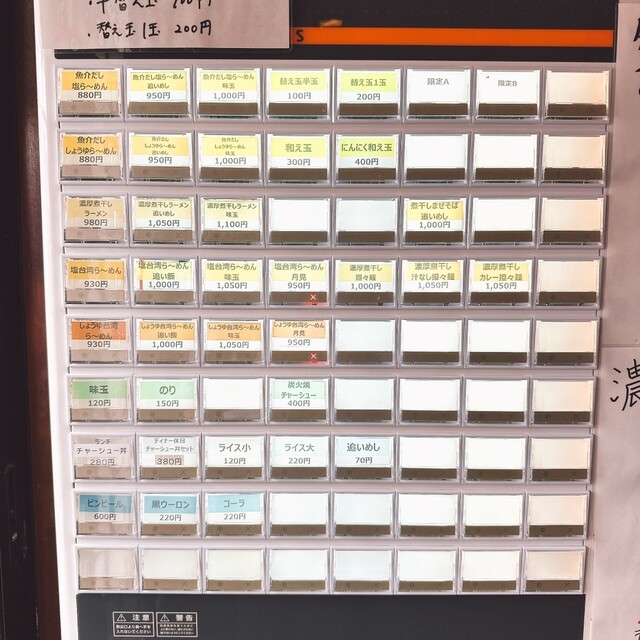 替え玉1玉 200円
魚介だし
塩ら〜めん
880円
魚介だし塩ら〜めん
追いめし
950円
魚介だし塩ら〜めん
味玉
1,000円
替え玉半玉
100円
替え玉1玉
200円
限定A
限定B
魚介だし
しょうゆら〜めん
880円
魚介だし
しょうゆら〜めん
追いめし
950円
魚介だし
しょうゆら〜めん
味玉
1,000円
和え玉
300円
にんにく和え玉
400円
濃厚煮干し
ラーメン
980円
濃厚煮干しラーメン
追いめし
1,050円
濃厚煮干しラーメン
味玉
1,100円
煮干しまぜそば
追いめし
1,000円
塩台湾ら〜めん
930円
塩台湾ら〜めん
追い飯
1,000円
塩台湾ら〜めん
味玉
1,050円
塩台湾ら〜めん
月見
950円
濃厚煮干し
担々麺
1,000円
濃厚煮干し
汁なし担々麺
1,050円
濃厚煮干し
カレー担々麺
1,050円
しょうゆ台湾
ら〜めん
930円
しょうゆ台湾ら〜めん
追い飯
1,000円
しょうゆ台湾ら〜めん
味玉
1,050円
しょうゆ台湾ら〜めん
月見
950円
味玉
120円
のり
150円
炭火焼
チャーシュー
400円
ランチ
チャーシュー丼
280円
ディナー休日
チャーシュー丼セット
380円
ライス小
120円
ライス大
220円
追いめし
70円
ビンビール
600円
黒ウーロン
220円
コーラ
220円
注意
警告
濃